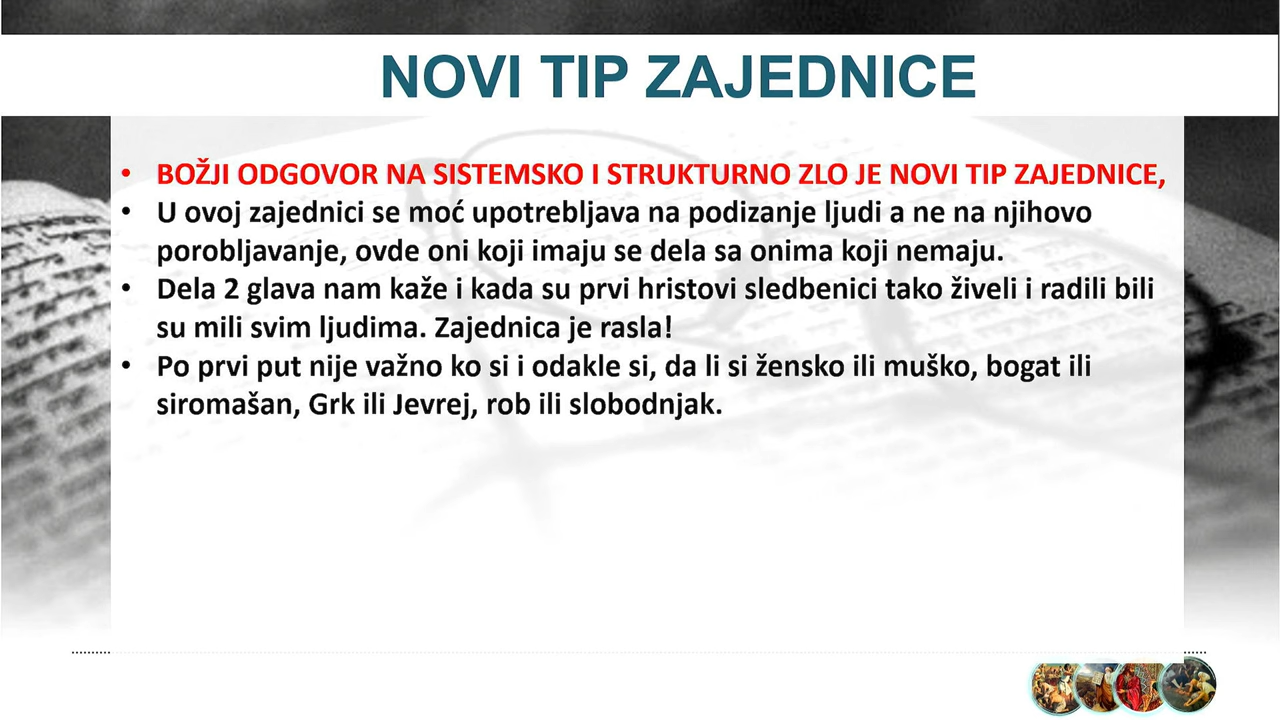 NOVI TIP ZAJEDNICE
• BOŽJI ODGOVOR NA SISTEMSKO I STRUKTURNO ZLO JE NOVI TIP ZAJEDNICE,
• U ovoj zajednici se moć upotrebljava na podizanje ljudi a ne na njihovo
porobljavanje, ovde oni koji imaju se dela sa onima koji nemaju.
• Dela 2 glava nam kaže i kada su prvi hristovi sledbenici tako živeli i radili bili
su mili svim ljudima. Zajednica je rasla!
• Po prvi put nije važno ko si i odakle si, da li si žensko ili muško, bogat ili
siromašan, Grk ili Jevrej, rob ili slobodnjak.